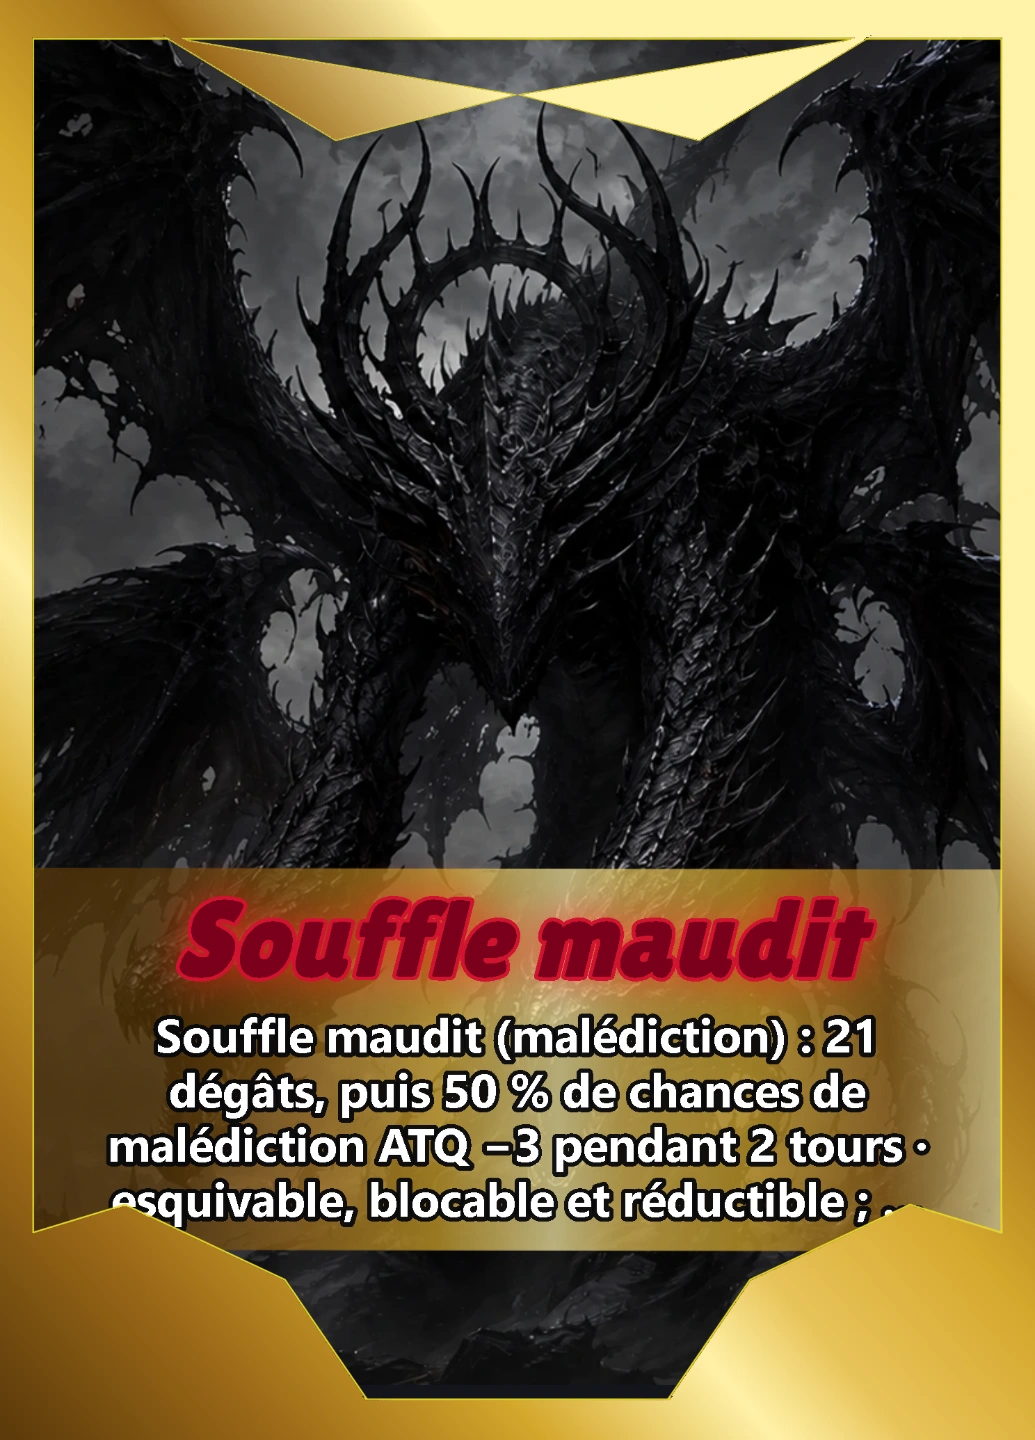 Souffle maudit
Souffle maudit (malédiction) : 21
dégâts, puis 50 % de chances de
malédiction ATQ −3 pendant 2 tours •
esquivable, blocable et réductible ; …